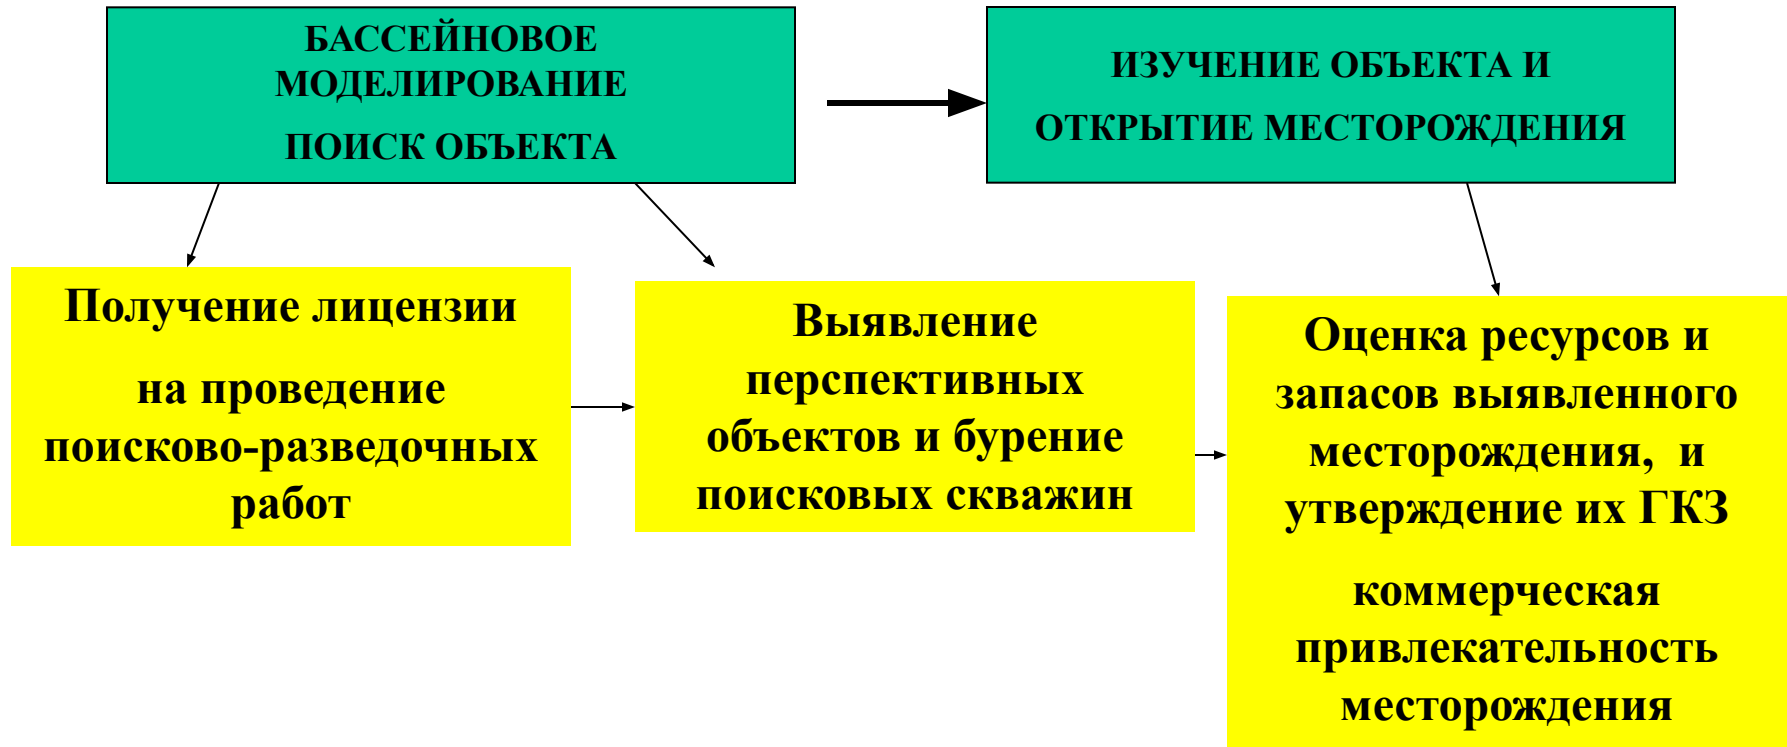 БАССЕЙНОВОЕ
МОДЕЛИРОВАНИЕ
ПОИСК ОБЪЕКТА
ИЗУЧЕНИЕ ОБЪЕКТА И
ОТКРЫТИЕ МЕСТОРОЖДЕНИЯ
Получение лицензии
на проведение
поисково-разведочных
работ
Выявление
перспективных
объектов и бурение
поисковых скважин
Оценка ресурсов и
запасов выявленного
месторождения, и
утверждение их ГКЗ
коммерческая
привлекательность
месторождения